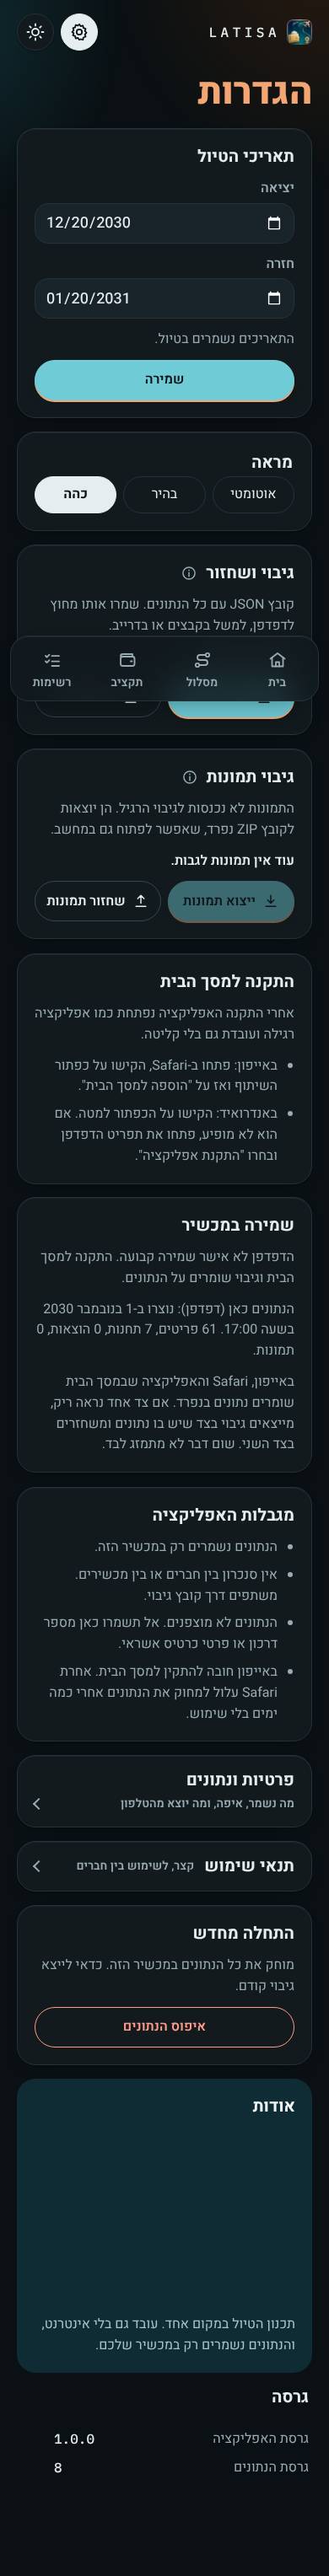 LATISA
הגדרות
תאריכי הטיול
יציאה
12/20/2030
חזרה
01/20/2031
התאריכים נשמרים בטיול.
שמירה
מראה
אוטומטי
בהיר
כהה
גיבוי ושחזור
קובץ JSON עם כל הנתונים. שמרו אותו מחוץ
לדפדפן, למשל בקבצים או בדרייב.
בית
מסלול
תקציב
רשימות
גיבוי תמונות
התמונות לא נכנסות לגיבוי הרגיל. הן יוצאות
לקובץ ZIP נפרד, שאפשר לפתוח גם במחשב.
עוד אין תמונות לגבות.
ייצוא תמונות
שחזור תמונות
התקנה למסך הבית
אחרי התקנה האפליקציה נפתחת כמו אפליקציה
רגילה ועובדת גם בלי קליטה.
באייפון: פתחו ב-Safari, הקישו על כפתור
השיתוף ואז על "הוספה למסך הבית".
באנדרואיד: הקישו על הכפתור למטה. אם
הוא לא מופיע, פתחו את תפריט הדפדפן
ובחרו "התקנת אפליקציה".
שמירה במכשיר
הדפדפן לא אישר שמירה קבועה. התקנה למסך
הבית וגיבוי שומרים על הנתונים.
הנתונים כאן (דפדפן): נוצרו ב-1 בנובמבר 2030
בשעה 17:00. 61 פריטים, 7 תחנות, 0 הוצאות, 0
תמונות.
באייפון, Safari והאפליקציה שבמסך הבית
שומרים נתונים בנפרד. אם צד אחד נראה ריק,
מייצאים גיבוי בצד שיש בו נתונים ומשחזרים
בצד השני. שום דבר לא מתמזג לבד.
מגבלות האפליקציה
הנתונים נשמרים רק במכשיר הזה.
אין סנכרון בין חברים או בין מכשירים.
משתפים דרך קובץ גיבוי.
הנתונים לא מוצפנים. אל תשמרו כאן מספר
דרכון או פרטי כרטיס אשראי.
באייפון חובה להתקין למסך הבית. אחרת
Safari עלול למחוק את הנתונים אחרי כמה
ימים בלי שימוש.
פרטיות ונתונים
מה נשמר, איפה, ומה יוצא מהטלפון
תנאי שימוש
קצר, לשימוש בין חברים
התחלה מחדש
מוחק את כל הנתונים במכשיר הזה. כדאי לייצא
גיבוי קודם.
איפוס הנתונים
אודות
תכנון הטיול במקום אחד. עובד גם בלי אינטרנט,
והנתונים נשמרים רק במכשיר שלכם.
גרסה
גרסת האפליקציה
1.0.0
גרסת הנתונים
8